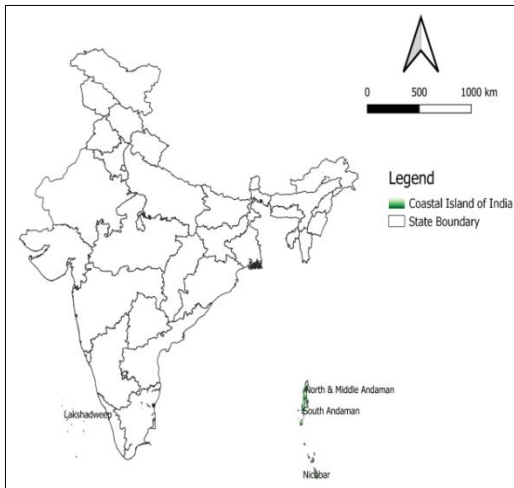 0 500 1000 km
Legend
Coastal Island of India
State Boundary
North & Middle Andaman
South Andaman
Lakshadweep
Nicobar